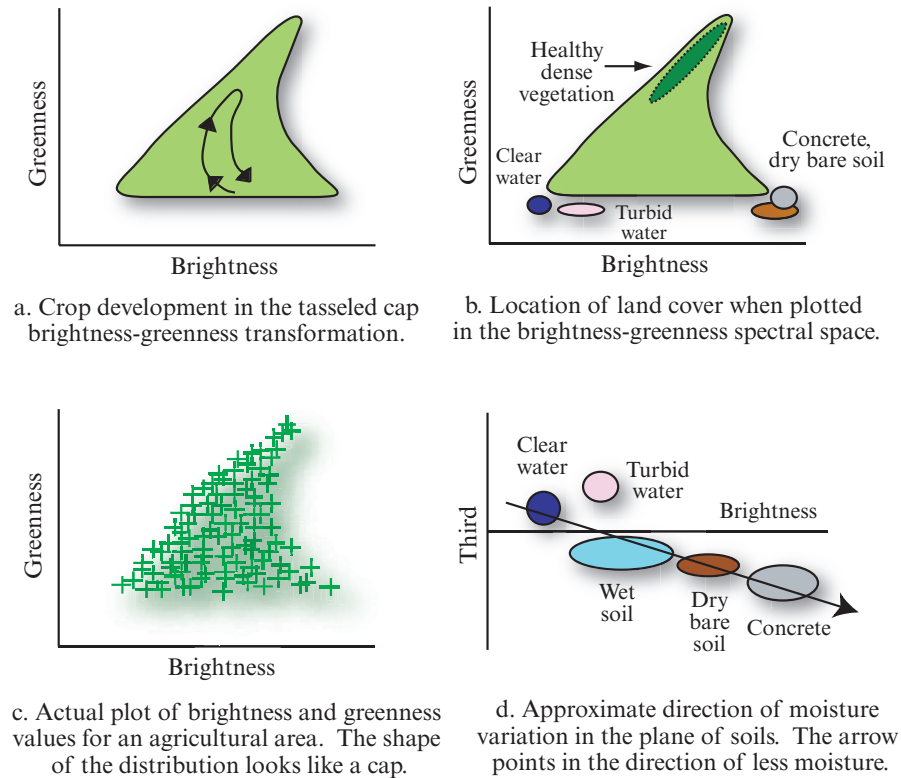 Greenness
Brightness
a. Crop development in the tasseled cap
brightness-greenness transformation.
Greenness
Healthy
dense
vegetation
Clear
water
Turbid
water
Concrete,
dry bare soil
Brightness
b. Location of land cover when plotted
in the brightness-greenness spectral space.
Greenness
Brightness
c. Actual plot of brightness and greenness
values for an agricultural area. The shape
of the distribution looks like a cap.
Third
Clear
water
Turbid
water
Brightness
Wet
soil
Dry
bare
soil
Concrete
d. Approximate direction of moisture
variation in the plane of soils. The arrow
points in the direction of less moisture.